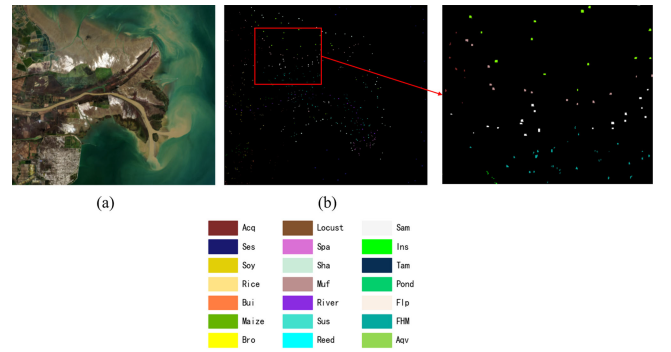 (a)
(b)
Acq Locust Sam
Ses Spa Ins
Soy Sha Tam
Rice Muf Pond
Bui River Flp
Maize Sus FHM
Bro Reed Aqv